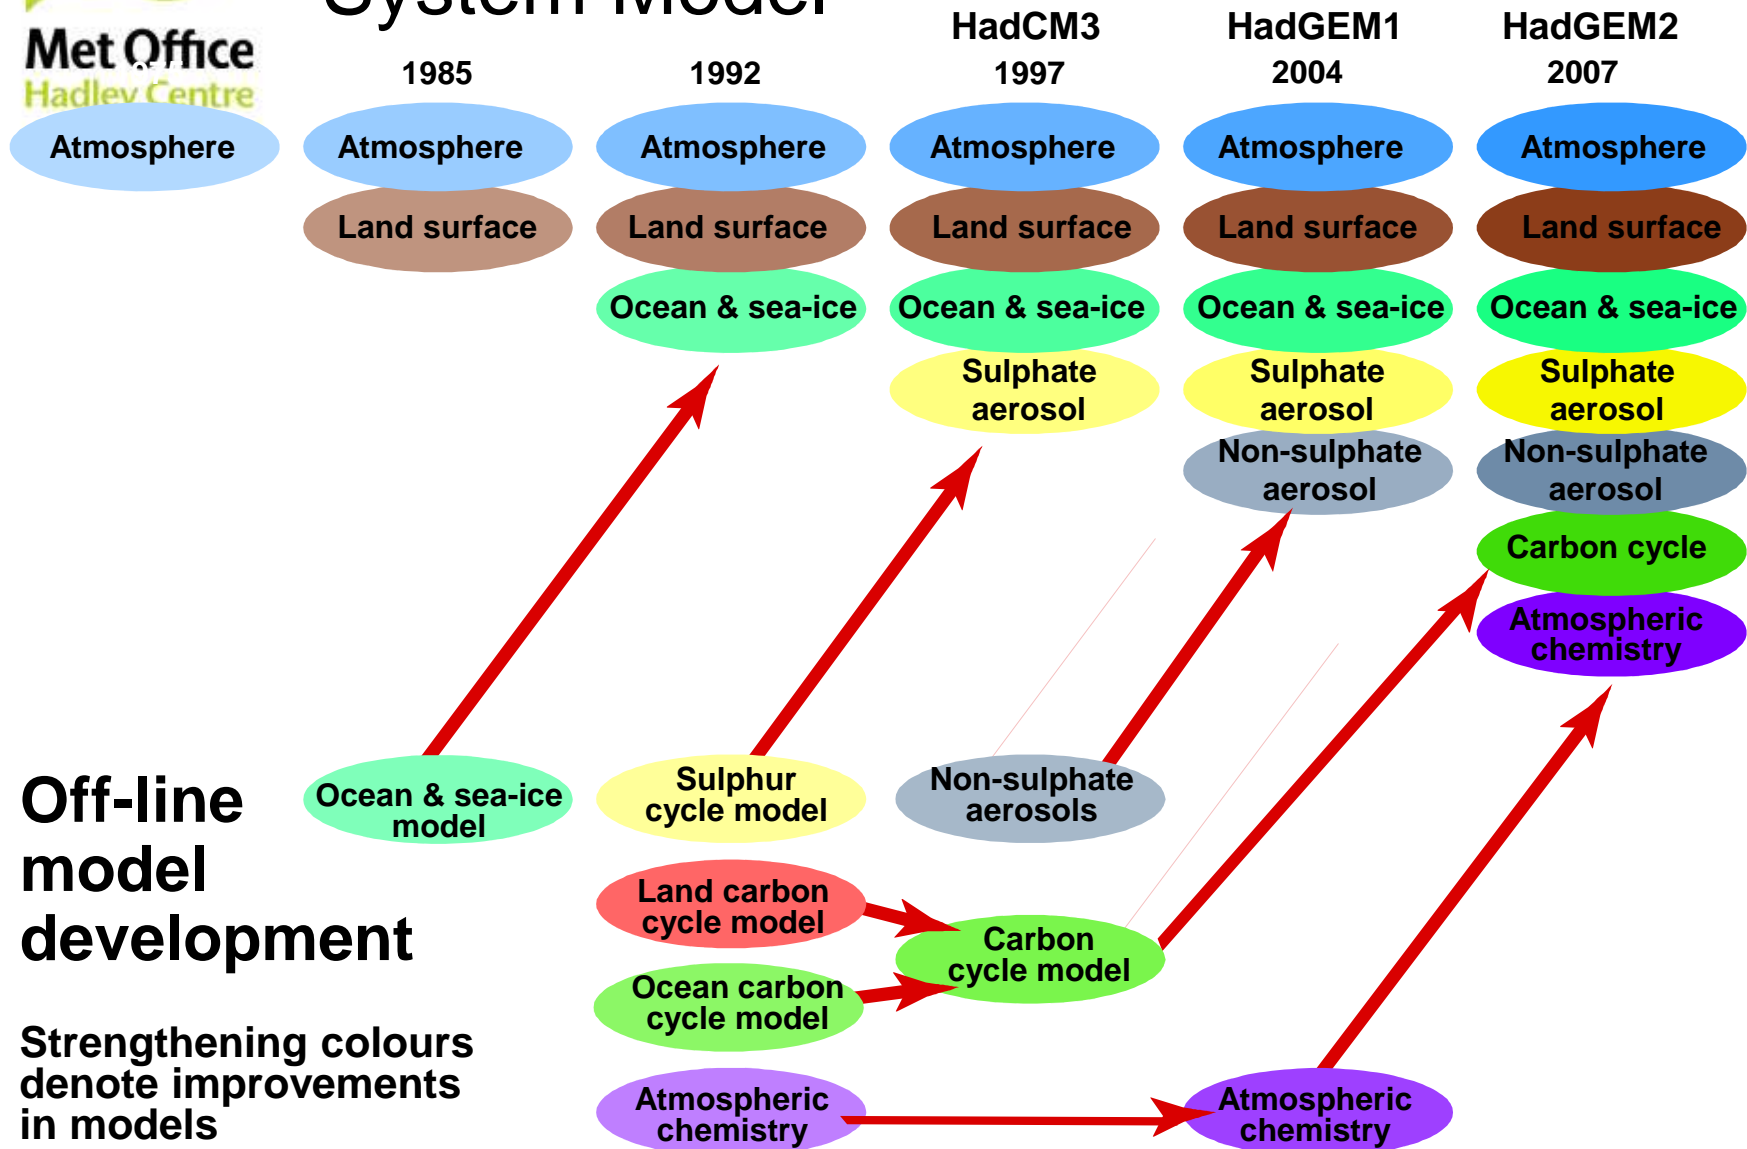 System Model
Met Office
Hadley Centre
HadCM3
HadGEM1
HadGEM2
1985
1992
1997
2004
2007
Atmosphere
Atmosphere
Atmosphere
Atmosphere
Atmosphere
Atmosphere
Land surface
Land surface
Land surface
Land surface
Land surface
Ocean & sea-ice
Ocean & sea-ice
Ocean & sea-ice
Ocean & sea-ice
Sulphate
aerosol
Sulphate
aerosol
Sulphate
aerosol
Non-sulphate
aerosol
Non-sulphate
aerosol
Carbon cycle
Atmospheric
chemistry
Off-line
model
development
Ocean & sea-ice
model
Sulphur
cycle model
Non-sulphate
aerosols
Land carbon
cycle model
Carbon
cycle model
Ocean carbon
cycle model
Strengthening colours
denote improvements
in models
Atmospheric
chemistry
Atmospheric
chemistry